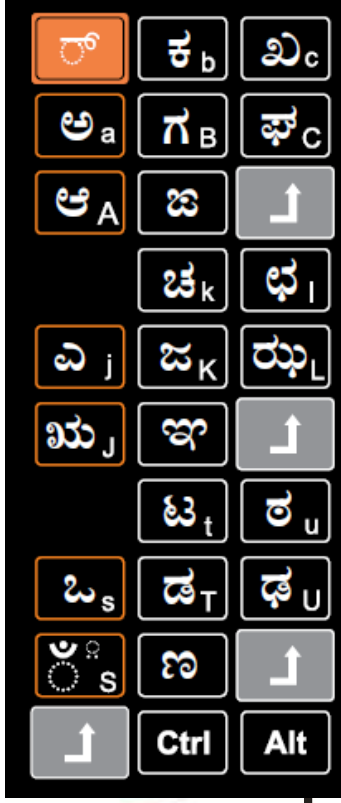 ್ ಕ b ಖ c
ಅ a ಗ B ಘ C
ಆ A ಙ
ಚ k ಛ l
ಎ j ಜ K ಝ L
ಋ J ಞ
ಟ t ಠ u
ಒ s ಡ T ಢ U
S ಣ
Ctrl Alt